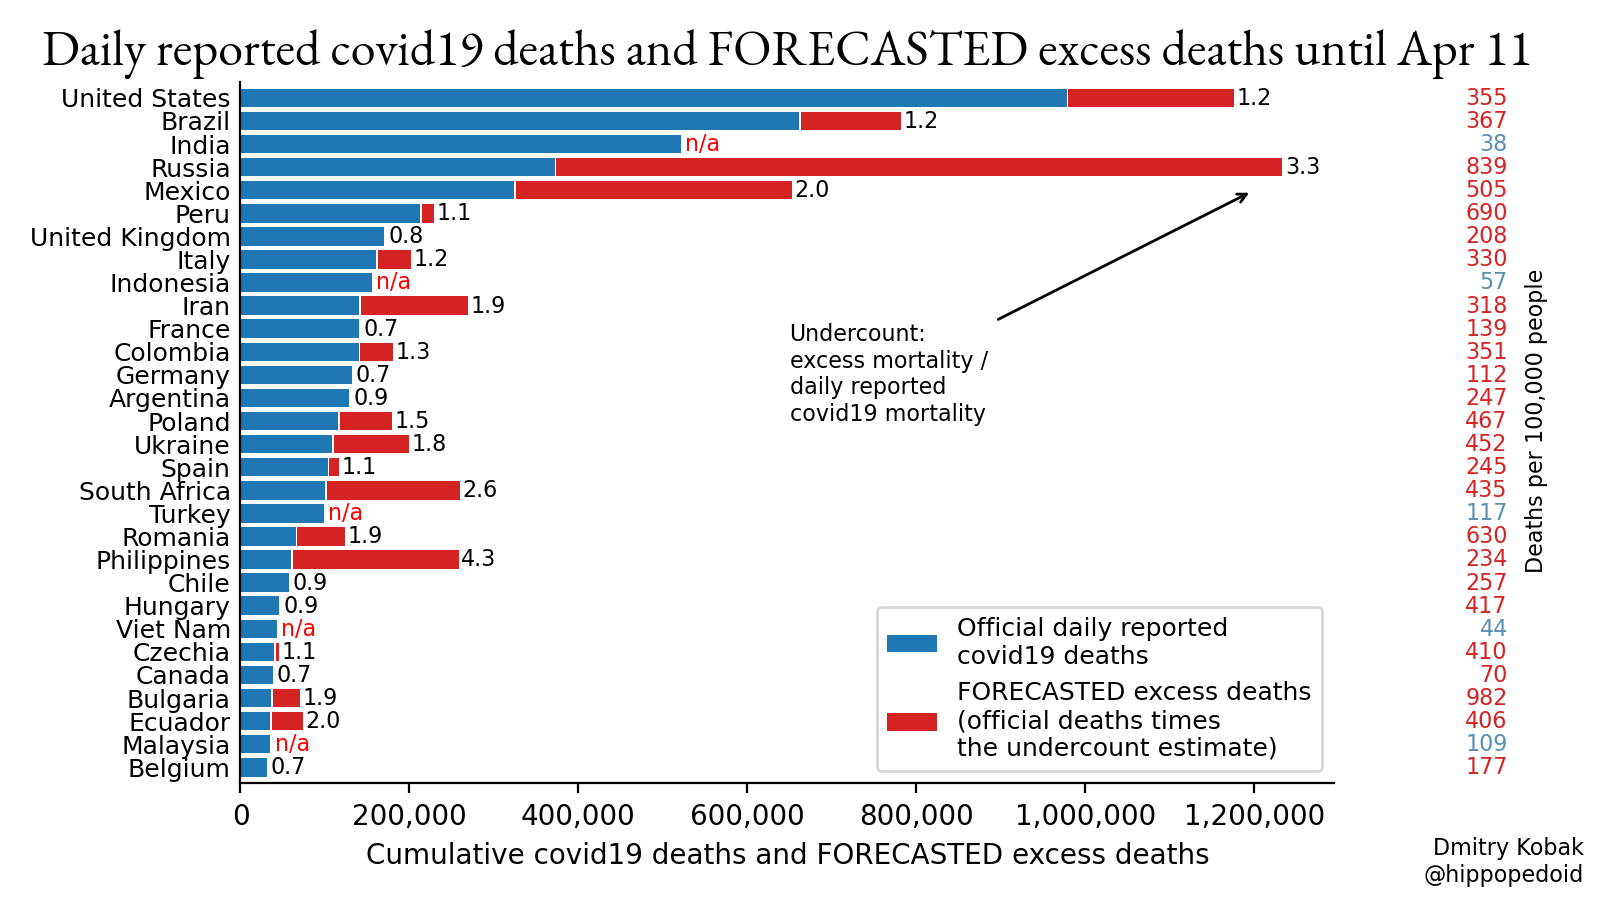 Daily reported covid19 deaths and FORECASTED excess deaths until Apr 11
United States 1.2 355
Brazil 1.2 367
India n/a 38
Russia 3.3 839
Mexico 2.0 505
Peru 1.1 690
United Kingdom 0.8 208
Italy 1.2 330
Indonesia n/a 57
Iran 1.9 318
France 0.7 139
Colombia 1.3 351
Germany 0.7 112
Argentina 0.9 247
Poland 1.5 467
Ukraine 1.8 452
Spain 1.1 245
South Africa 2.6 435
Turkey n/a 117
Romania 1.9 630
Philippines 4.3 234
Chile 0.9 257
Hungary 0.9 417
Viet Nam n/a 44
Czechia 1.1 410
Canada 0.7 70
Bulgaria 1.9 982
Ecuador 2.0 406
Malaysia n/a 109
Belgium 0.7 177
Undercount:
excess mortality /
daily reported
covid19 mortality
Deaths per 100,000 people
Official daily reported
covid19 deaths
FORECASTED excess deaths
(official deaths times
the undercount estimate)
0 200,000 400,000 600,000 800,000 1,000,000 1,200,000
Cumulative covid19 deaths and FORECASTED excess deaths
Dmitry Kobak
@hippopedoid